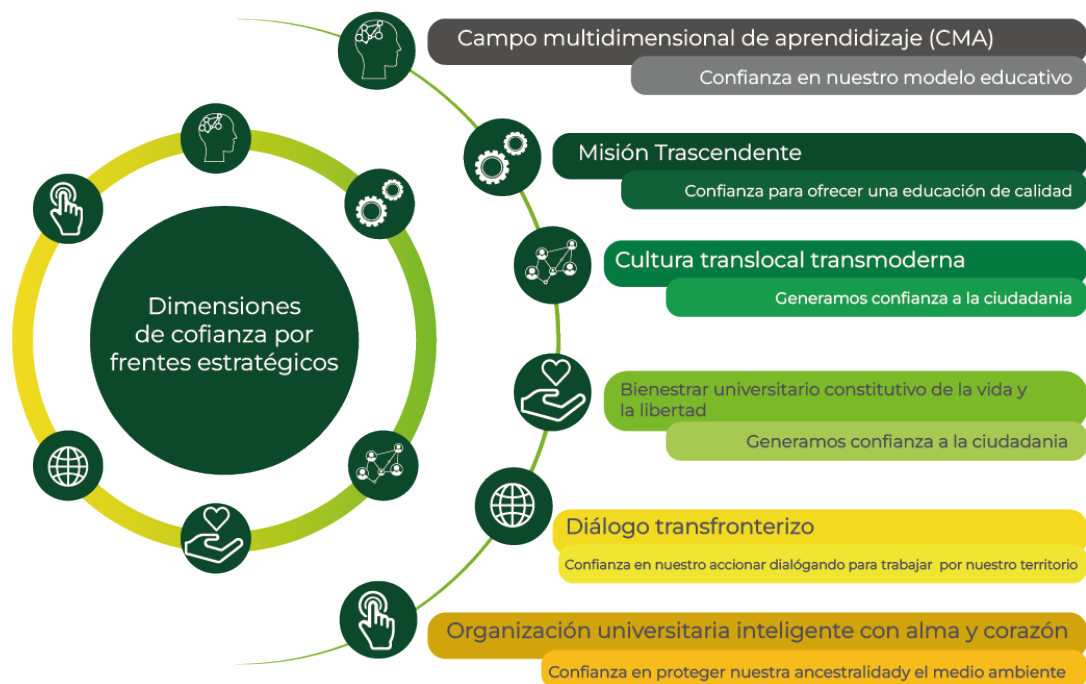 Dimensiones
de cofianza por
frentes estratégicos
Campo multidimensional de aprendidizaje (CMA)
Confianza en nuestro modelo educativo
Misión Trascendente
Confianza para ofrecer una educación de calidad
Cultura translocal transmoderna
Generamos confianza a la ciudadania
Bienestrar universitario constitutivo de la vida y
la libertad
Generamos confianza a la ciudadania
Diálogo transfronterizo
Confianza en nuestro accionar dialógando para trabajar por nuestro territorio
Organización universitaria inteligente con alma y corazón
Confianza en proteger nuestra ancestralidady el medio ambiente